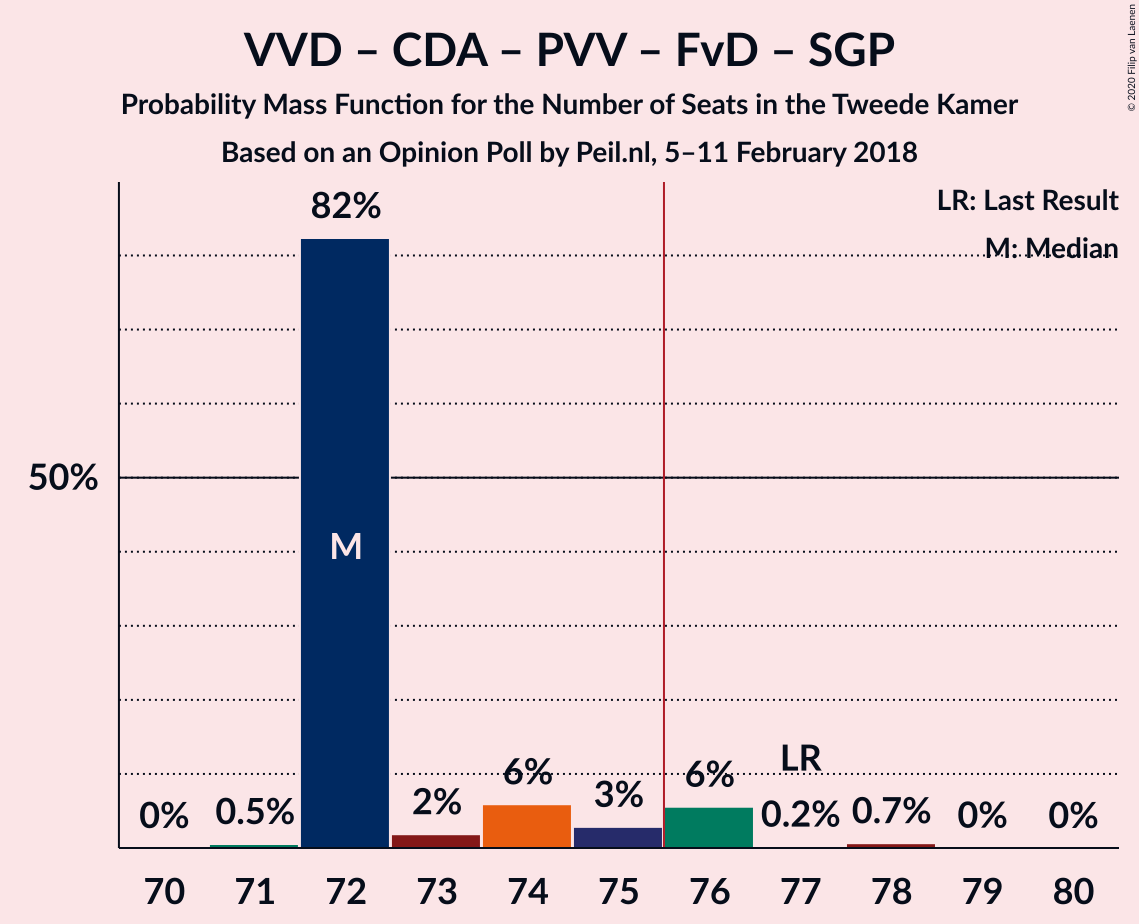 VVD – CDA – PVV – FvD – SGP
Probability Mass Function for the Number of Seats in the Tweede Kamer
Based on an Opinion Poll by Peil.nl, 5–11 February 2018
© 2020 Filip van Laenen
LR: Last Result
M: Median
82%
50%
M
LR
0% 0.5% 2% 6% 3% 6% 0.2% 0.7% 0% 0%
70 71 72 73 74 75 76 77 78 79 80